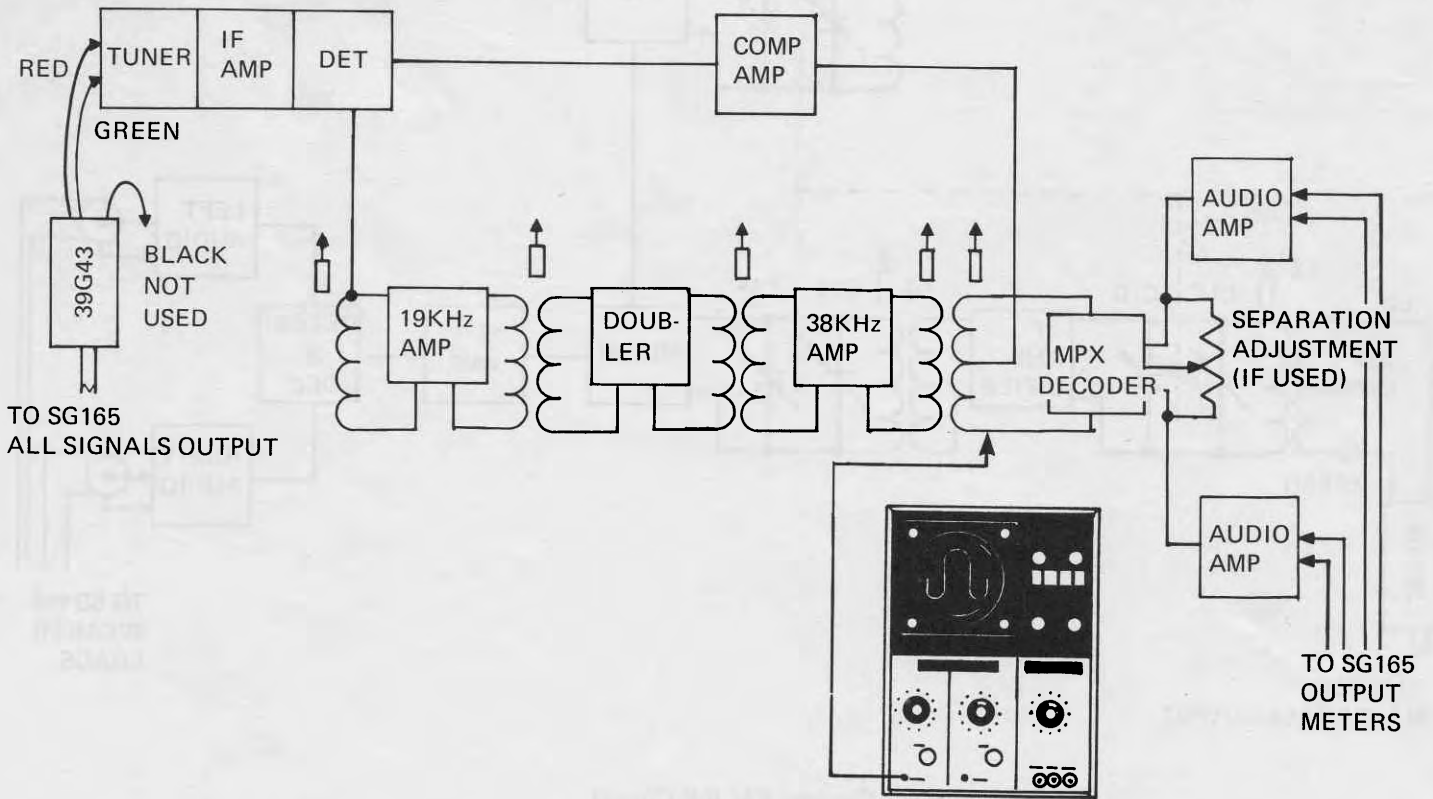 TUNER
IF
AMP
DET
COMP
AMP
RED
GREEN
39G43
BLACK
NOT
USED
TO SG165
ALL SIGNALS OUTPUT
19KHz
AMP
DOUB-
LER
38KHz
AMP
MPX
DECODER
AUDIO
AMP
SEPARATION
ADJUSTMENT
(IF USED)
AUDIO
AMP
TO SG165
OUTPUT
METERS